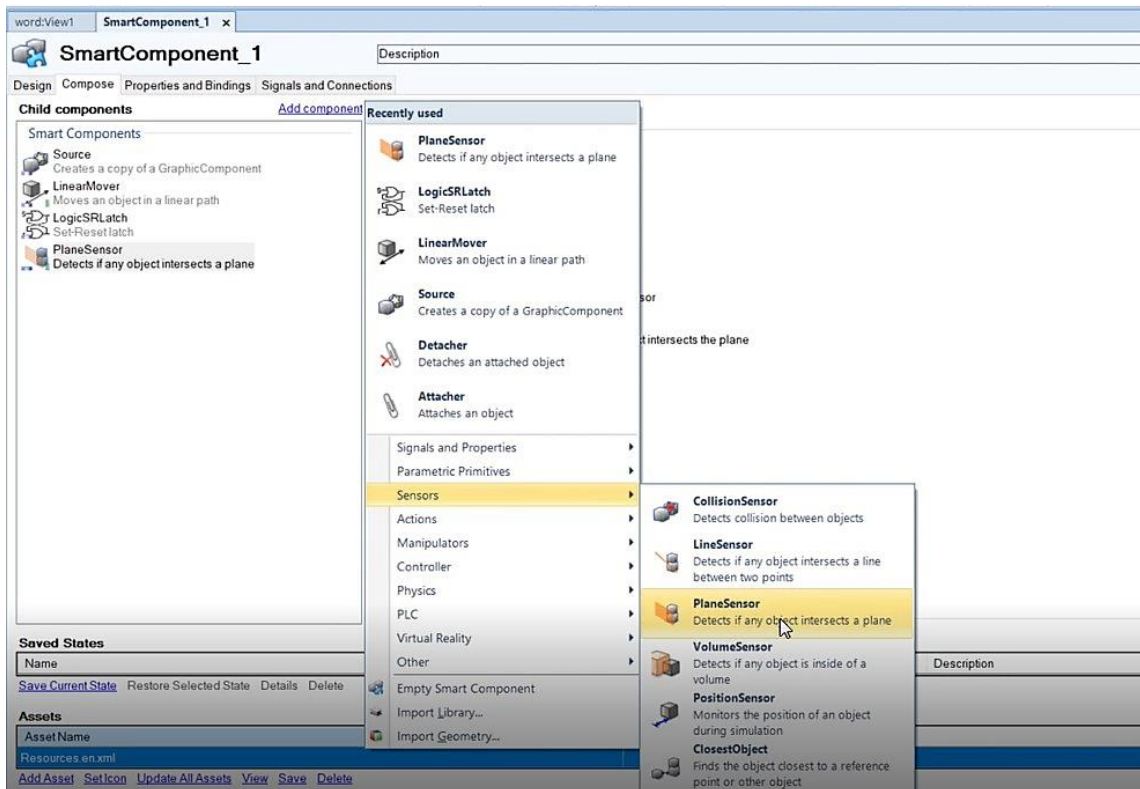 word:View1
SmartComponent_1 x
SmartComponent_1
Description
Design Compose Properties and Bindings Signals and Connections
Child components
Add component
Smart Components
Source
Creates a copy of a GraphicComponent
LinearMover
Moves an object in a linear path
LogicSRLatch
Set-Reset latch
PlaneSensor
Detects if any object intersects a plane
Recently used
PlaneSensor
Detects if any object intersects a plane
LogicSRLatch
Set-Reset latch
LinearMover
Moves an object in a linear path
Source
Creates a copy of a GraphicComponent
Detacher
Detaches an attached object
Attacher
Attaches an object
Signals and Properties
Parametric Primitives
Sensors
Actions
Manipulators
Controller
Physics
PLC
Virtual Reality
Other
Empty Smart Component
Import Library...
Import Geometry...
sor
t intersects the plane
CollisionSensor
Detects collision between objects
LineSensor
Detects if any object intersects a line
between two points
PlaneSensor
Detects if any object intersects a plane
VolumeSensor
Detects if any object is inside of a
volume
PositionSensor
Monitors the position of an object
during simulation
ClosestObject
Finds the object closest to a reference
point or other object
Saved States
Name
Description
Save Current State Restore Selected State Details Delete
Assets
Asset Name
Resources.en.xml
Add Asset Set Icon Update All Assets View Save Delete